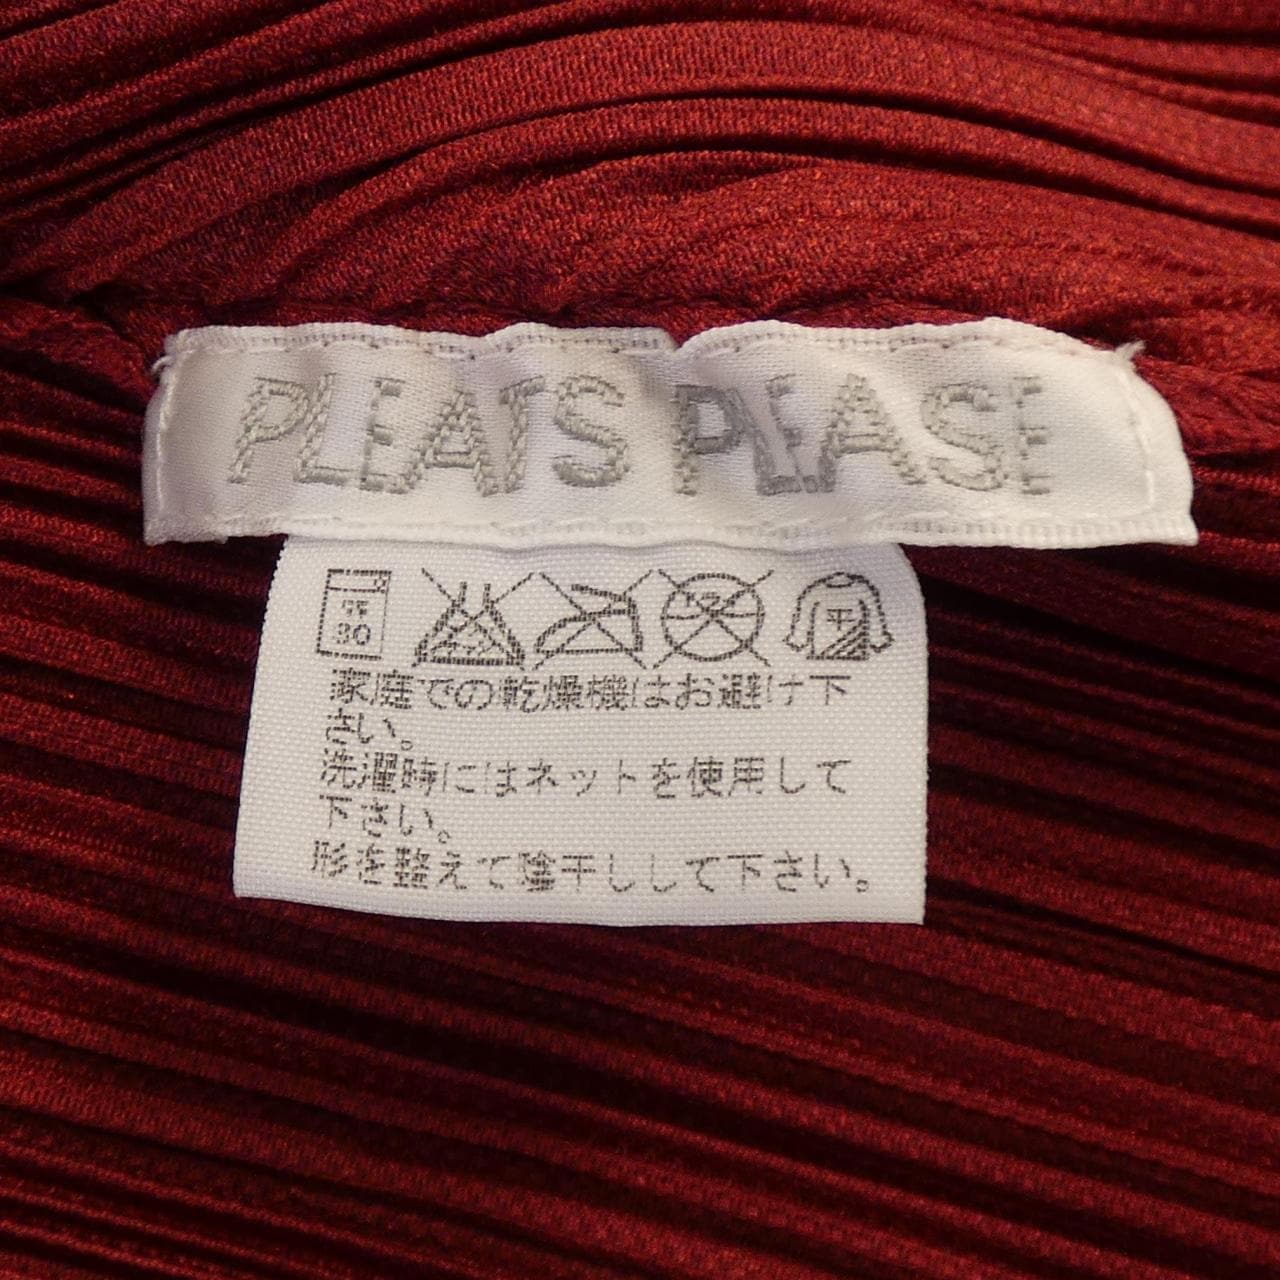 PLEATS PLEASE
弱
30
平
家庭での乾燥機はお避け下
さい。
洗濯時にはネットを使用して
下さい。
形を整えて陰干しして下さい。